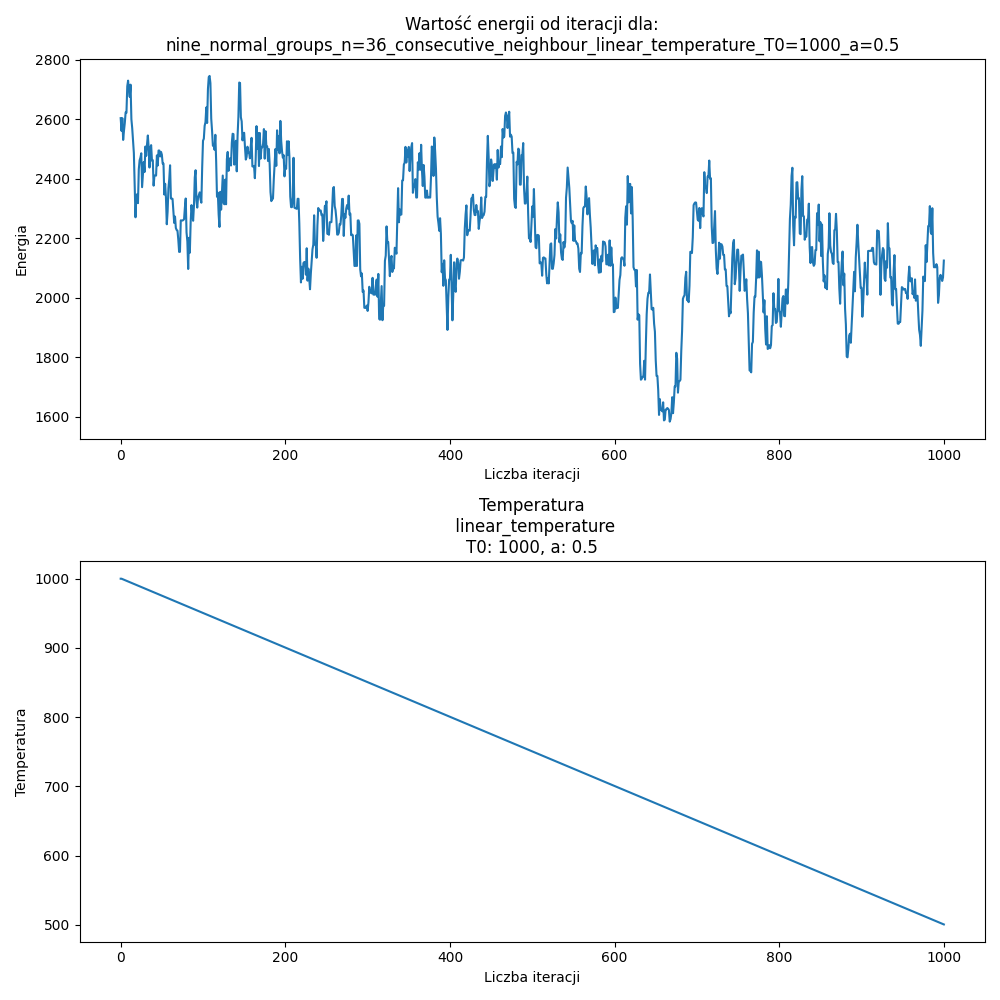 Wartość energii od iteracji dla:
nine_normal_groups_n=36_consecutive_neighbour_linear_temperature_T0=1000_a=0.5
2800
2600
2400
2200
2000
1800
1600
Energia
0 200 400 600 800 1000
Liczba iteracji
Temperatura
linear_temperature
T0: 1000, a: 0.5
1000
900
800
700
600
500
Temperatura
0 200 400 600 800 1000
Liczba iteracji